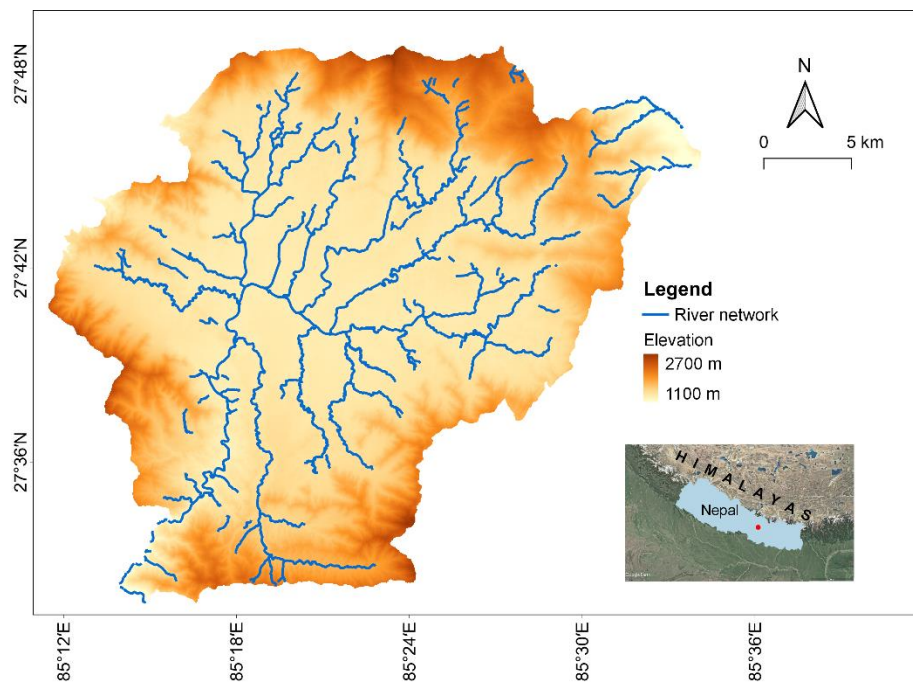 27°48'N
27°42'N
27°36'N
N
0 5 km
Legend
River network
Elevation
2700 m
1100 m
HIMALAYAS
Nepal
85°12'E
85°18'E
85°24'E
85°30'E
85°36'E